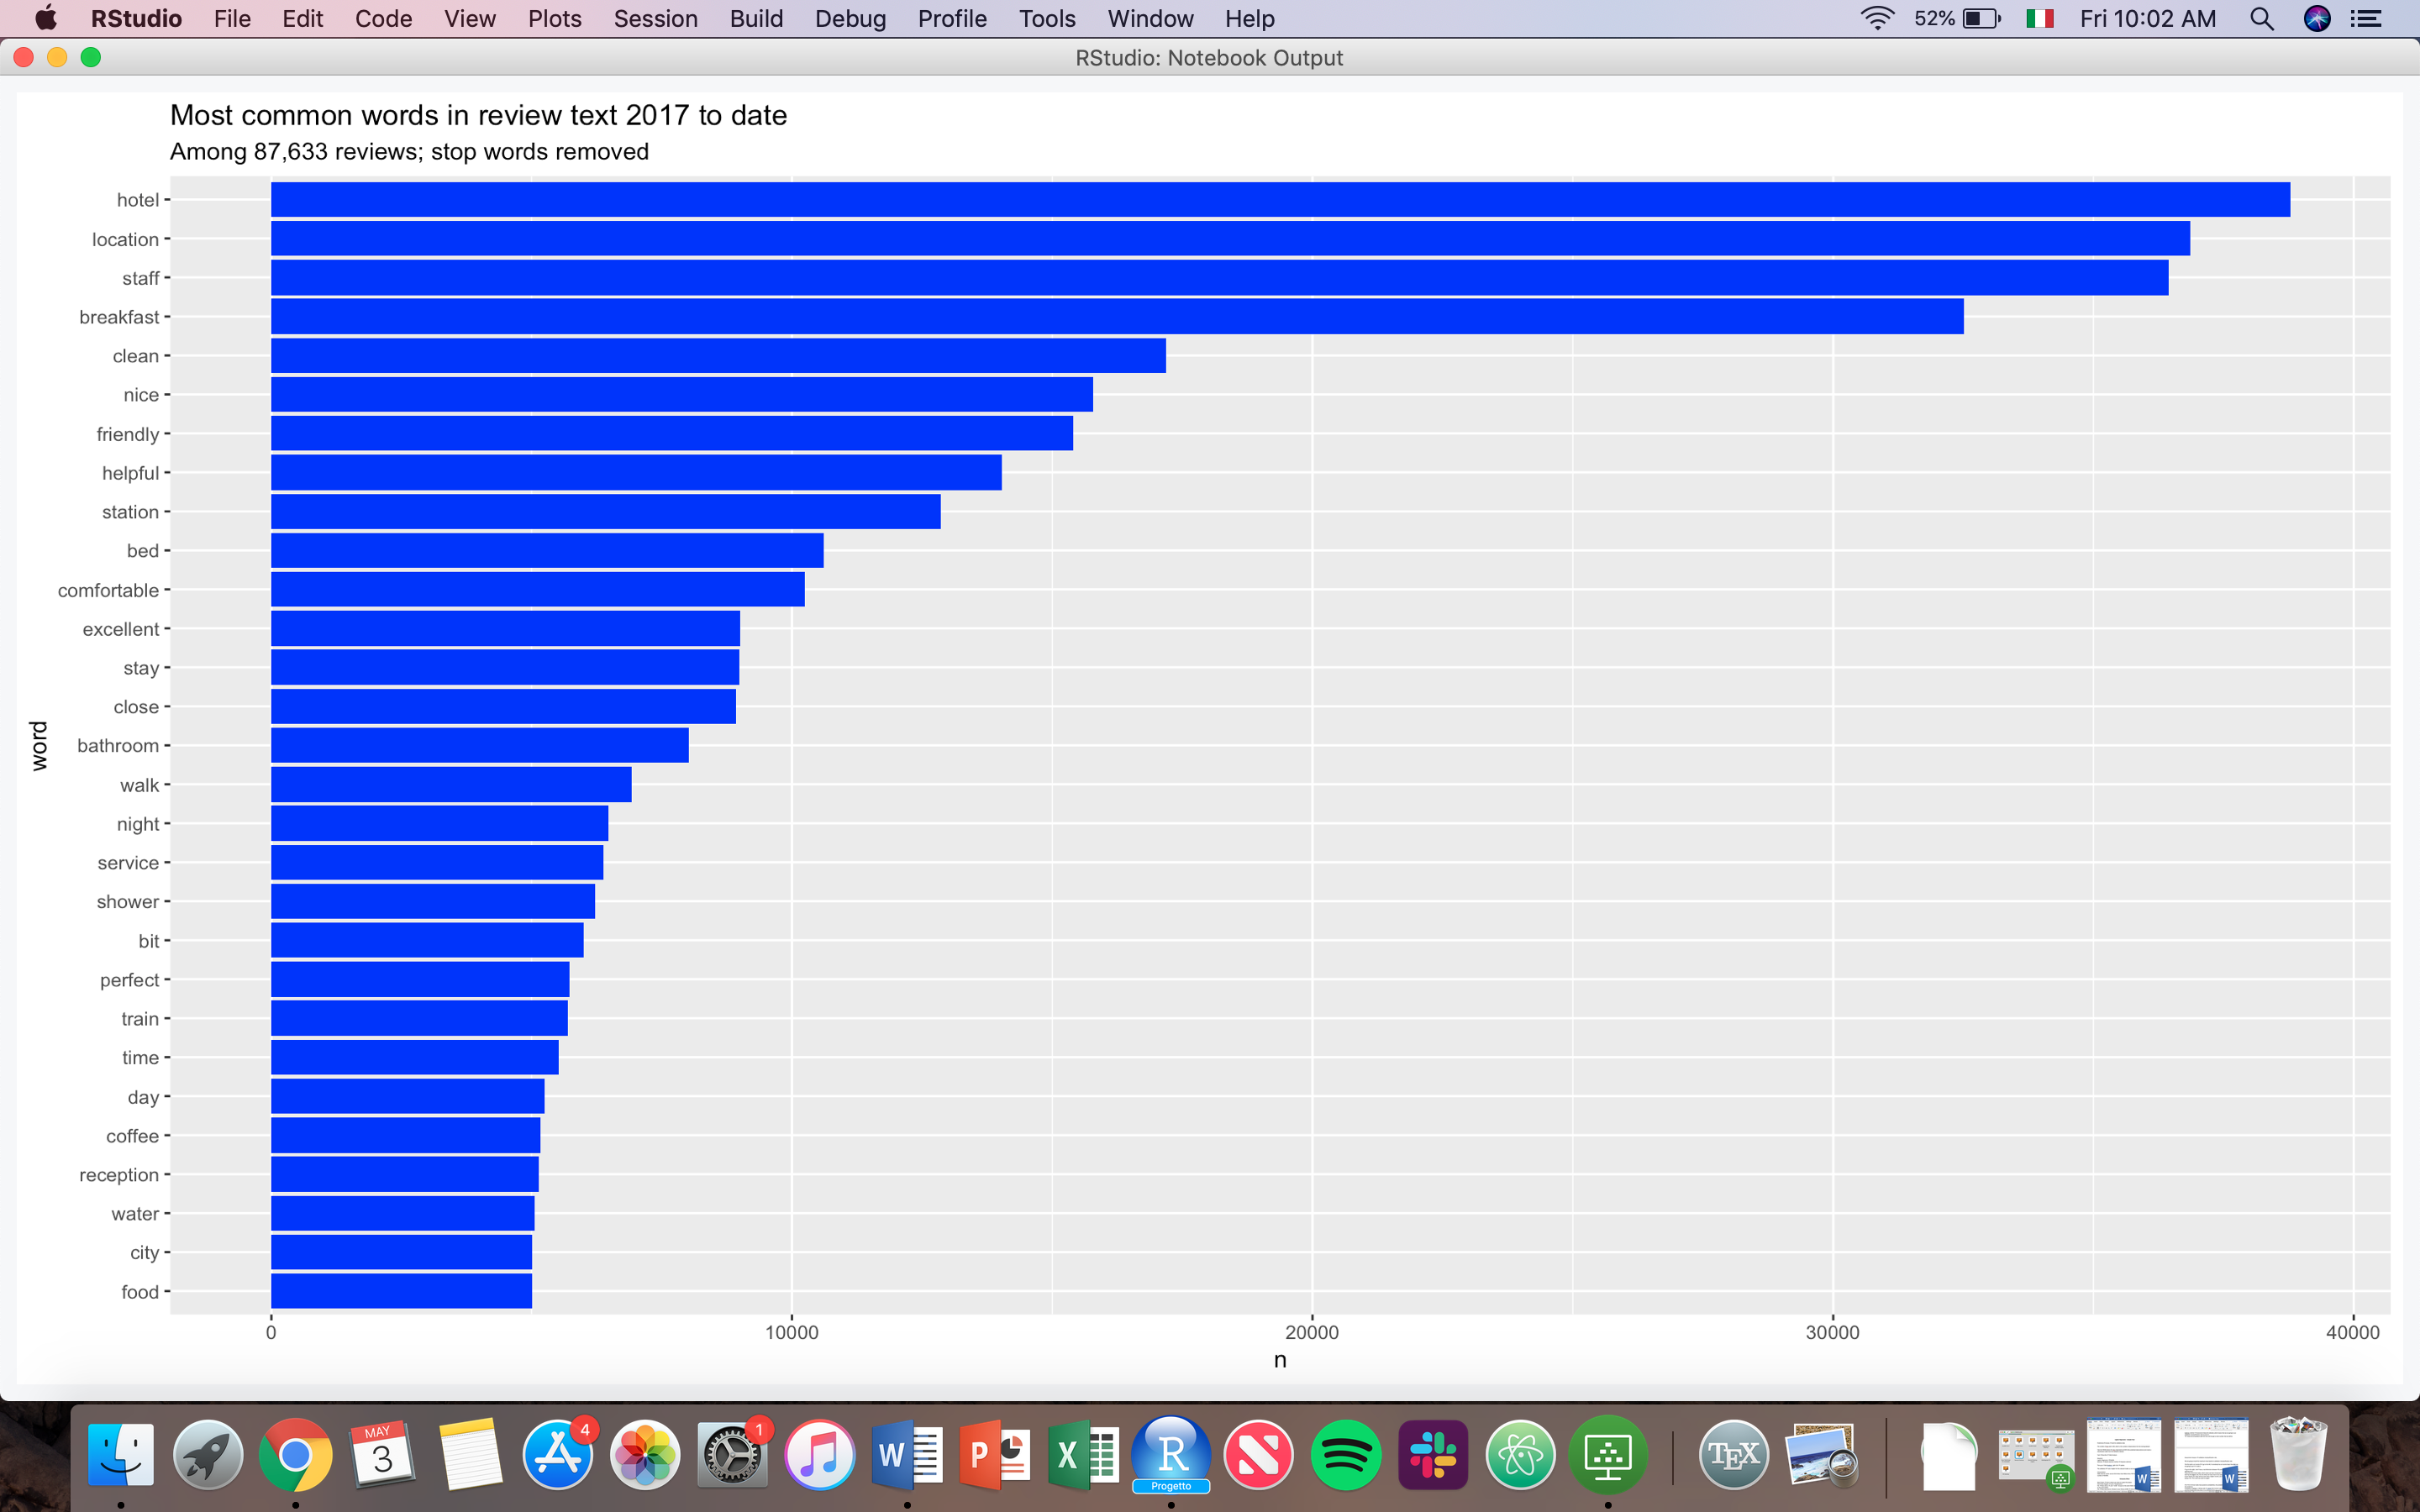 RStudio File Edit Code View Plots Session Build Debug Profile Tools Window Help 52% Fri 10:02 AM
RStudio: Notebook Output
Most common words in review text 2017 to date
Among 87,633 reviews; stop words removed
hotel
location
staff
breakfast
clean
nice
friendly
helpful
station
bed
comfortable
excellent
stay
close
bathroom
walk
night
service
shower
bit
perfect
train
time
day
coffee
reception
water
city
food
word
0 10000 20000 30000 40000
n
MAY
3
4
1
W
P
X
R
Progetto
TEX
W
W